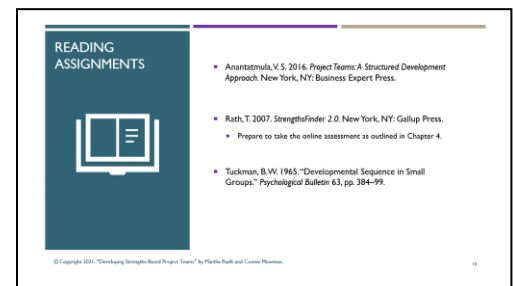 READING
ASSIGNMENTS
▪ Anantatmula, V. S. 2016. Project Teams: A Structured Development
Approach. New York, NY: Business Expert Press.
▪ Rath, T. 2007. StrengthsFinder 2.0. New York, NY: Gallup Press.
▪ Prepare to take the online assessment as outlined in Chapter 4.
▪ Tuckman, B.W. 1965. "Developmental Sequence in Small
Groups." Psychological Bulletin 63, pp. 384–99.
© Copyright 2021. "Developing Strengths-Based Project Teams" by Martha Buelt and Connie Plowman.